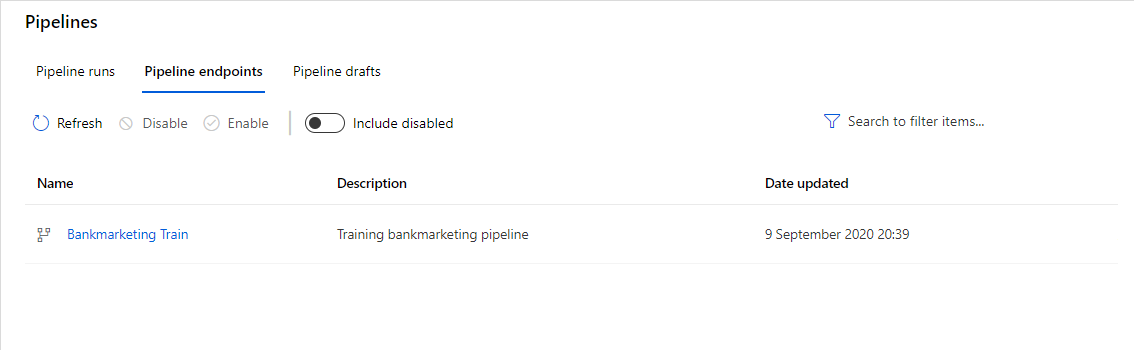 Pipelines
Pipeline runs Pipeline endpoints Pipeline drafts
Refresh Disable Enable Include disabled Search to filter items...
Name Description Date updated
Bankmarketing Train Training bankmarketing pipeline 9 September 2020 20:39